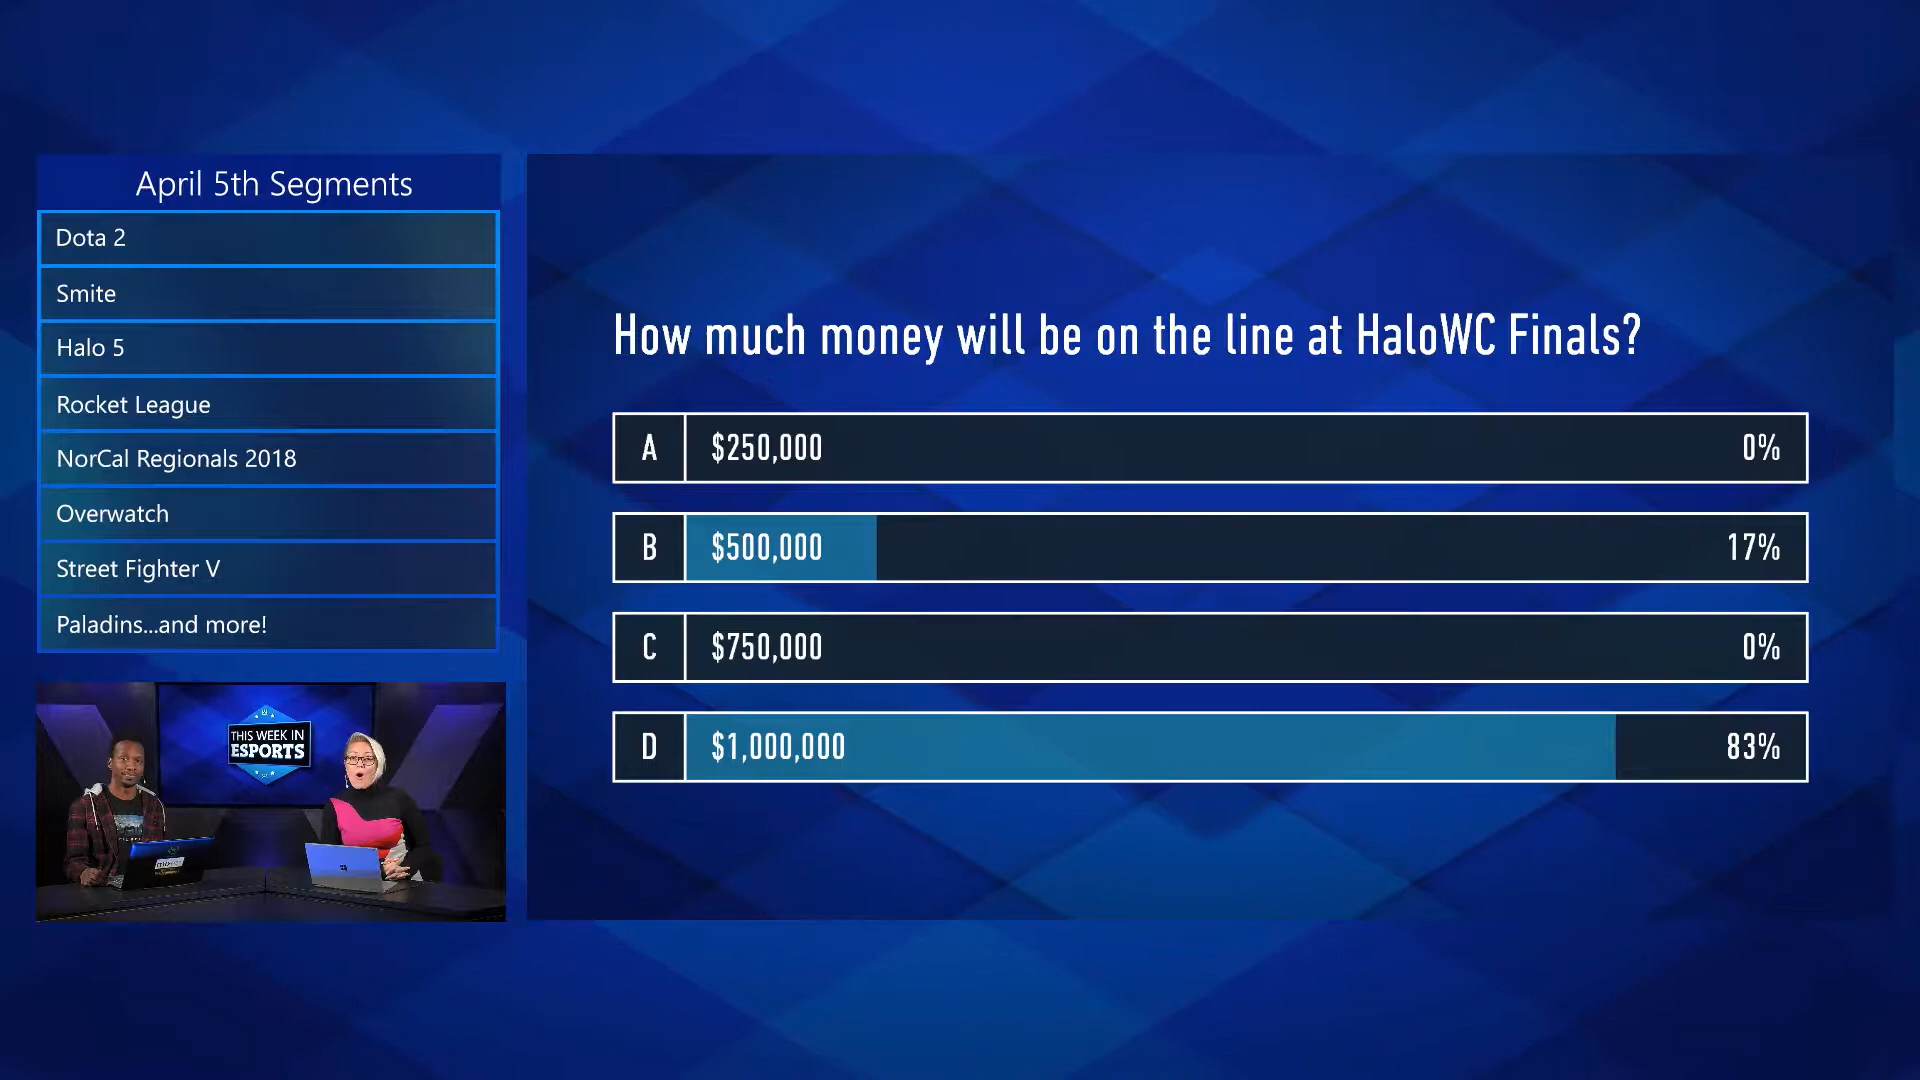 April 5th Segments
Dota 2
Smite
Halo 5
Rocket League
NorCal Regionals 2018
Overwatch
Street Fighter V
Paladins...and more!
THIS WEEK IN
ESPORTS
How much money will be on the line at HaloWC Finals?
A $250,000 0%
B $500,000 17%
C $750,000 0%
D $1,000,000 83%